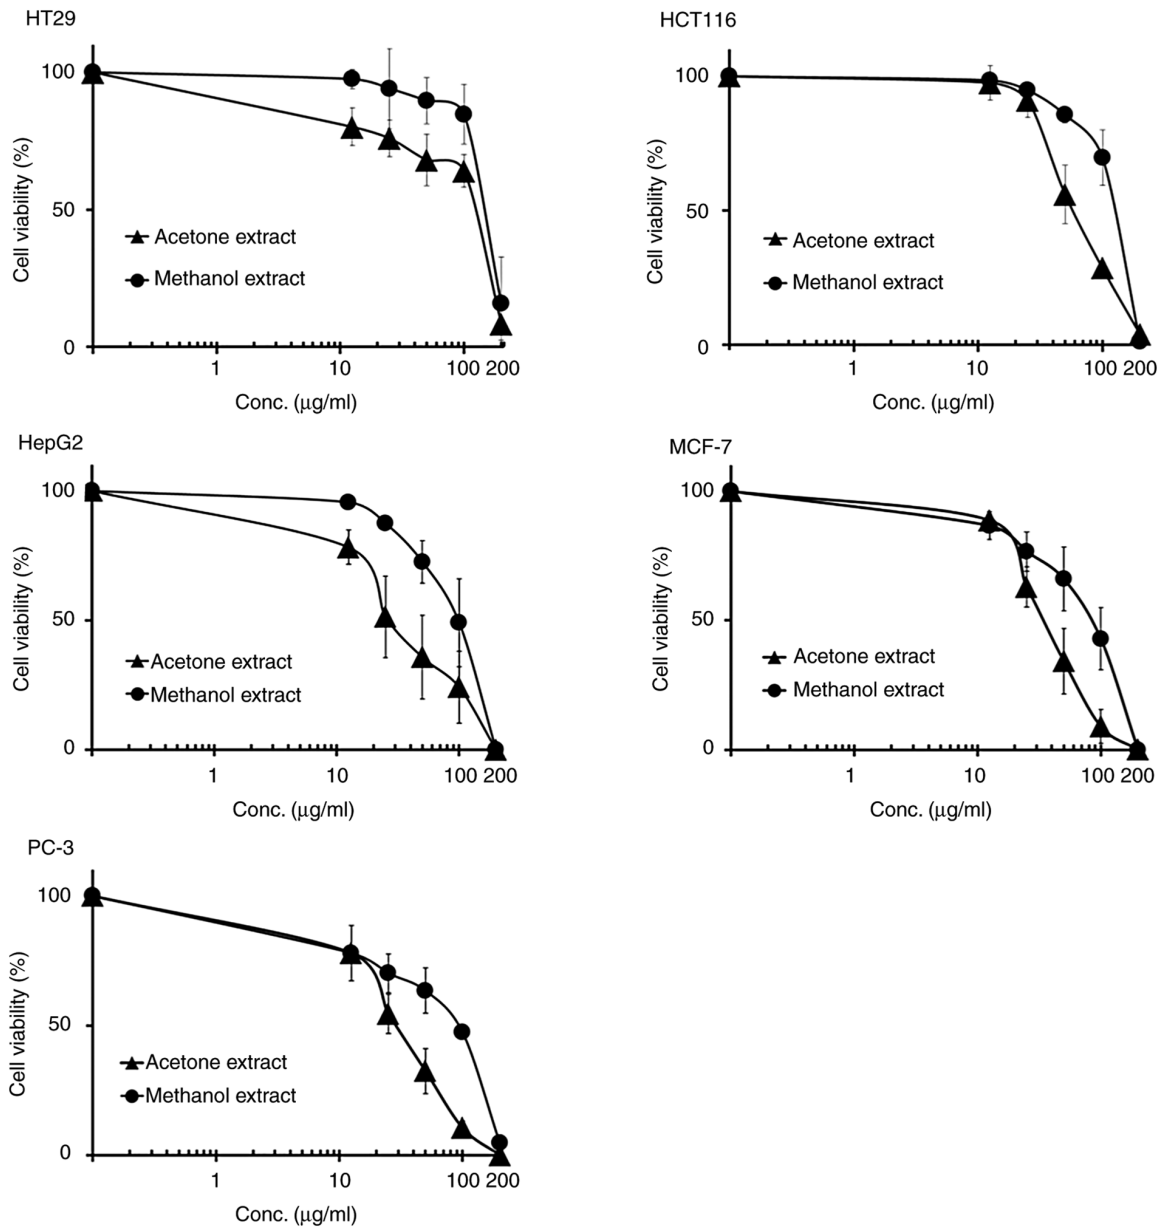 HT29
100
50
0
Cell viability (%)
Acetone extract
Methanol extract
1 10 100 200
Conc. (μg/ml)
HCT116
100
50
0
Cell viability (%)
Acetone extract
Methanol extract
1 10 100 200
Conc. (μg/ml)
HepG2
100
50
0
Cell viability (%)
Acetone extract
Methanol extract
1 10 100 200
Conc. (μg/ml)
MCF-7
100
50
0
Cell viability (%)
Acetone extract
Methanol extract
1 10 100 200
Conc. (μg/ml)
PC-3
100
50
0
Cell viability (%)
Acetone extract
Methanol extract
1 10 100 200
Conc. (μg/ml)